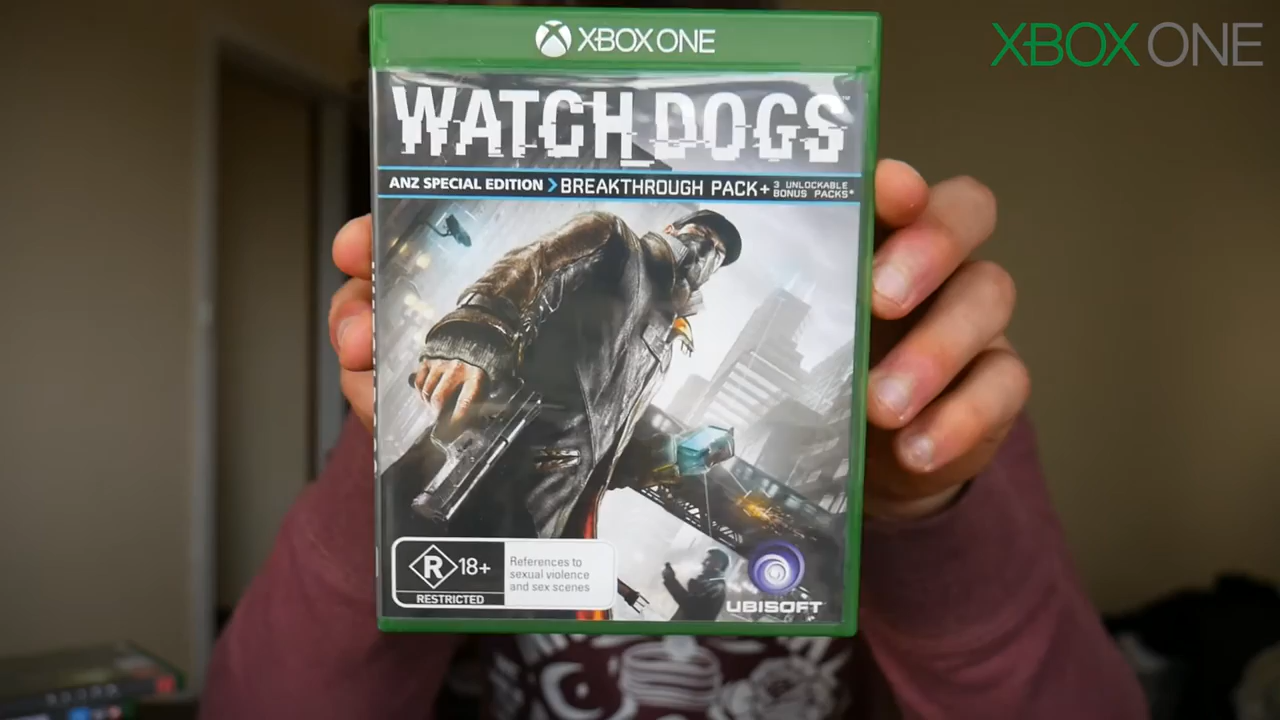 XBOX ONE
XBOX ONE
WATCH_DOGS™
ANZ SPECIAL EDITION > BREAKTHROUGH PACK + 3 UNLOCKABLE
BONUS PACKS*
R 18+
RESTRICTED
References to
sexual violence
and sex scenes
UBISOFT